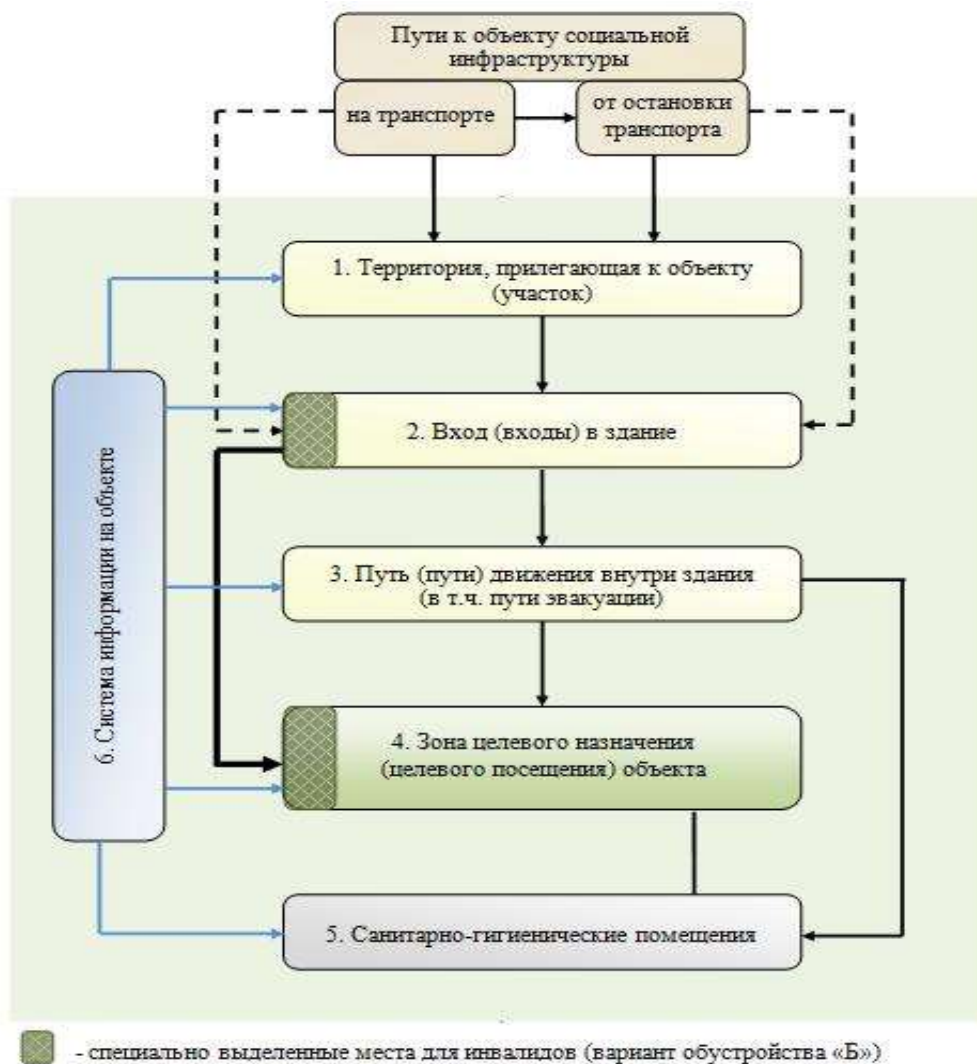 Пути к объекту социальной
инфраструктуры
на транспорте
от остановки
транспорта
1. Территория, прилегающая к объекту
(участок)
2. Вход (входы) в здание
3. Путь (пути) движения внутри здания
(в т.ч. пути эвакуации)
4. Зона целевого назначения
(целевого посещения) объекта
5. Санитарно-гигиенические помещения
6. Система информации на объекте
- специально выделенные места для инвалидов (вариант обустройства «Б»)